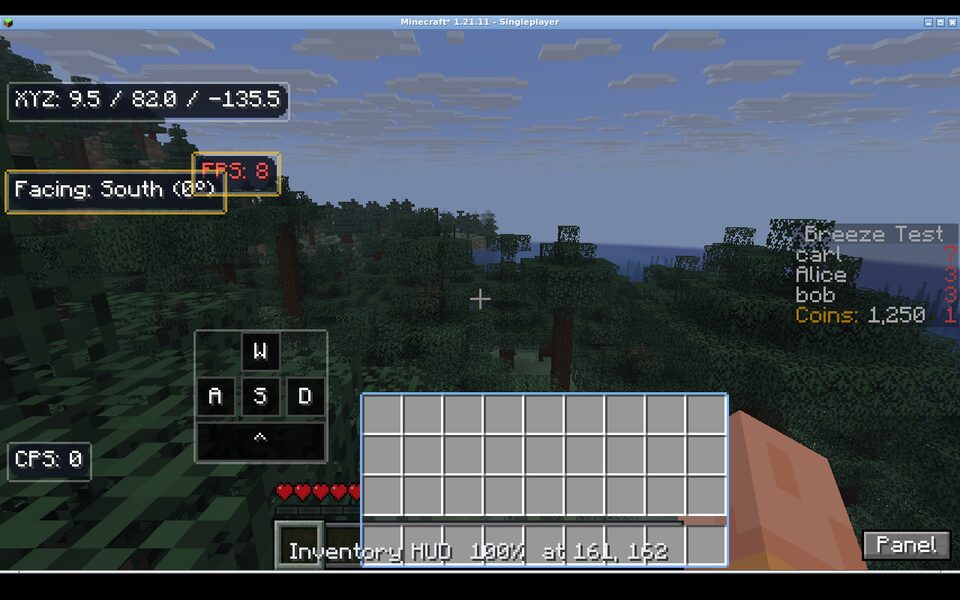 Minecraft* 1.21.11 - Singleplayer
XYZ: 9.5 / 82.0 / -135.5
FPS: 8
Facing: South (0°)
Breeze Test
carl 7
Alice 3
bob 3
Coins: 1,250 1
W
A S D
^
CPS: 0
Inventory HUD 100% at 161, 162
Panel